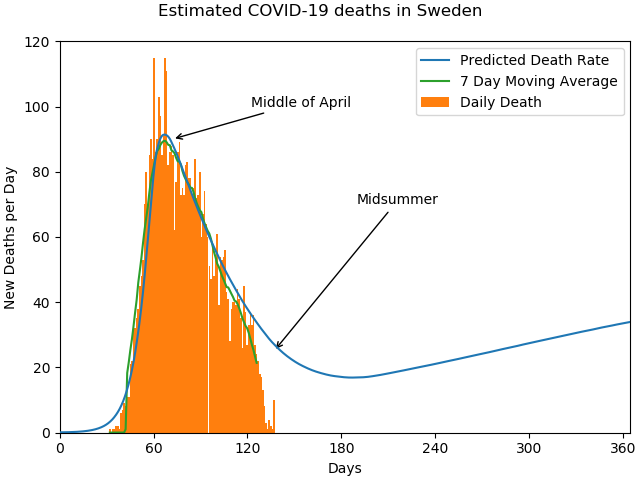 Estimated COVID-19 deaths in Sweden
120
100
80
60
40
20
0
New Deaths per Day
Predicted Death Rate
7 Day Moving Average
Daily Death
Middle of April
Midsummer
0 60 120 180 240 300 360
Days